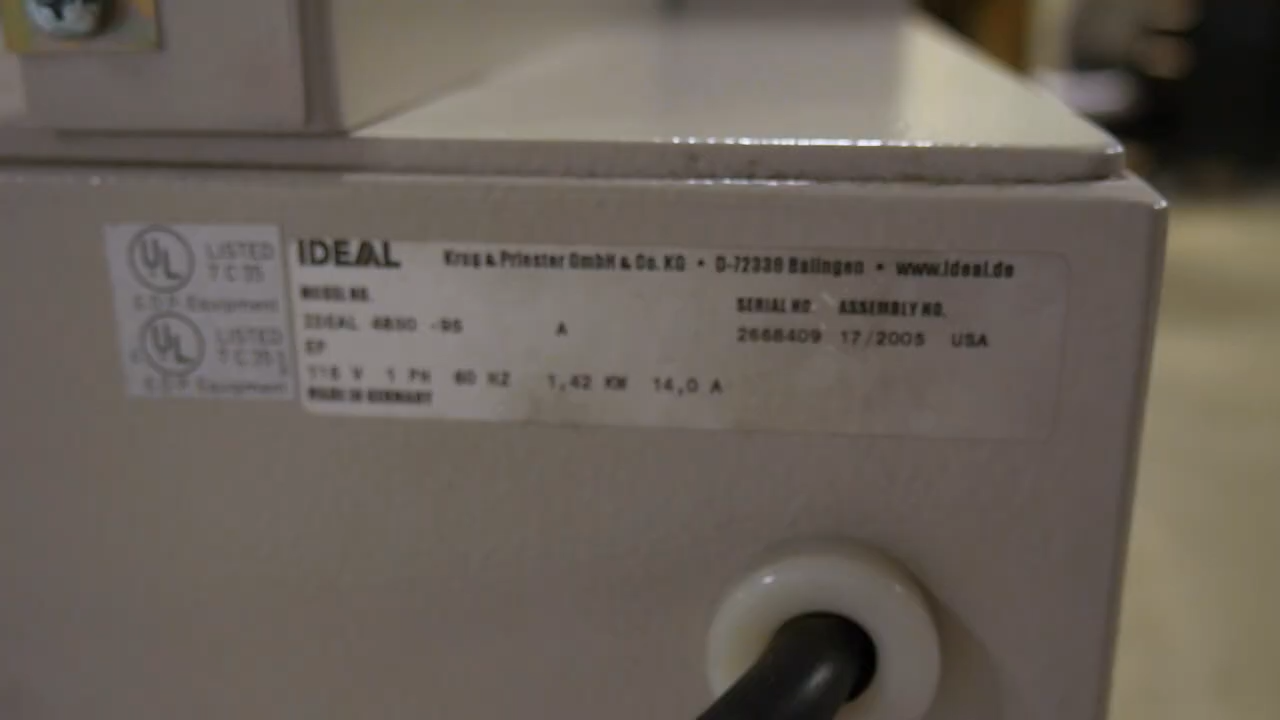 UL LISTED
7C35
E.D.P. Equipment
UL LISTED
7C35
E.D.P. Equipment
IDEAL Krug & Priester GmbH & Co. KG • D-72336 Balingen • www.ideal.de
MODEL NO. SERIAL NO. ASSEMBLY NO.
IDEAL 4850 -95 A 2668409 17/2005 USA
EP
115 V 1 PH 60 HZ 1,42 KW 14,0 A
MADE IN GERMANY